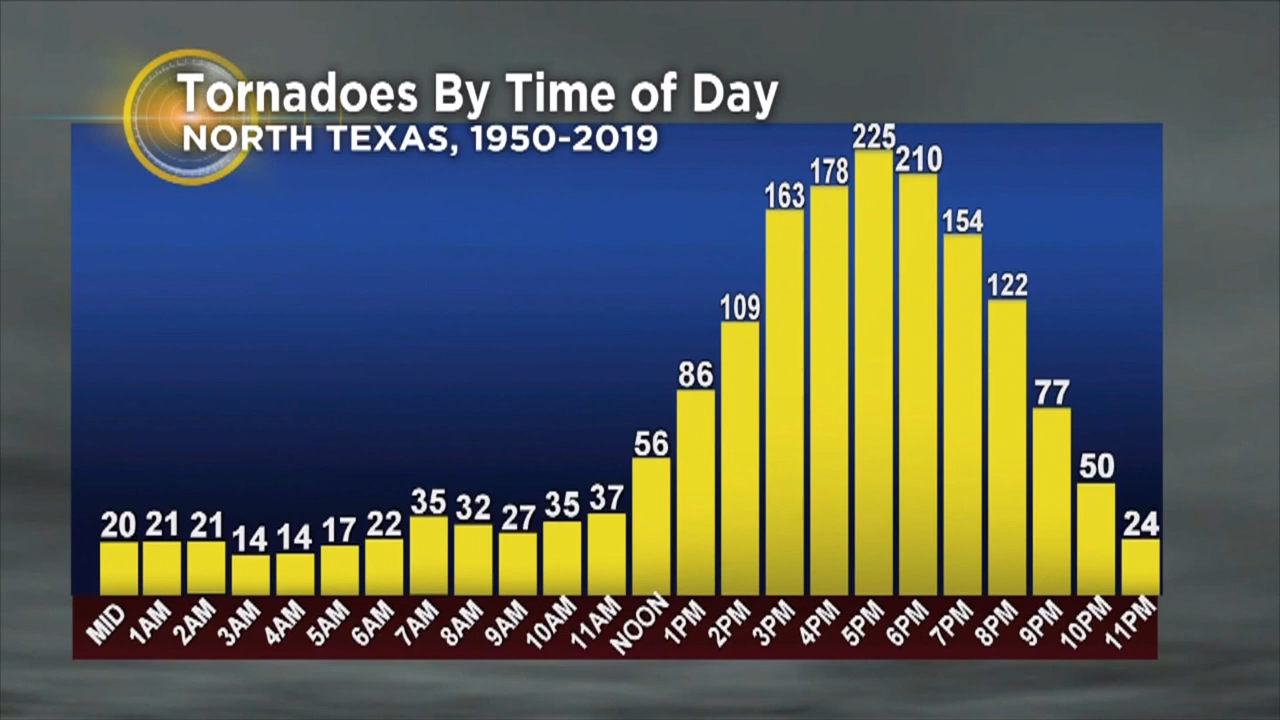 Tornadoes By Time of Day
NORTH TEXAS, 1950-2019
20 21 21 14 14 17 22 35 32 27 35 37 56 86 109 163 178 225 210 154 122 77 50 24
MID 1AM 2AM 3AM 4AM 5AM 6AM 7AM 8AM 9AM 10AM 11AM NOON 1PM 2PM 3PM 4PM 5PM 6PM 7PM 8PM 9PM 10PM 11PM